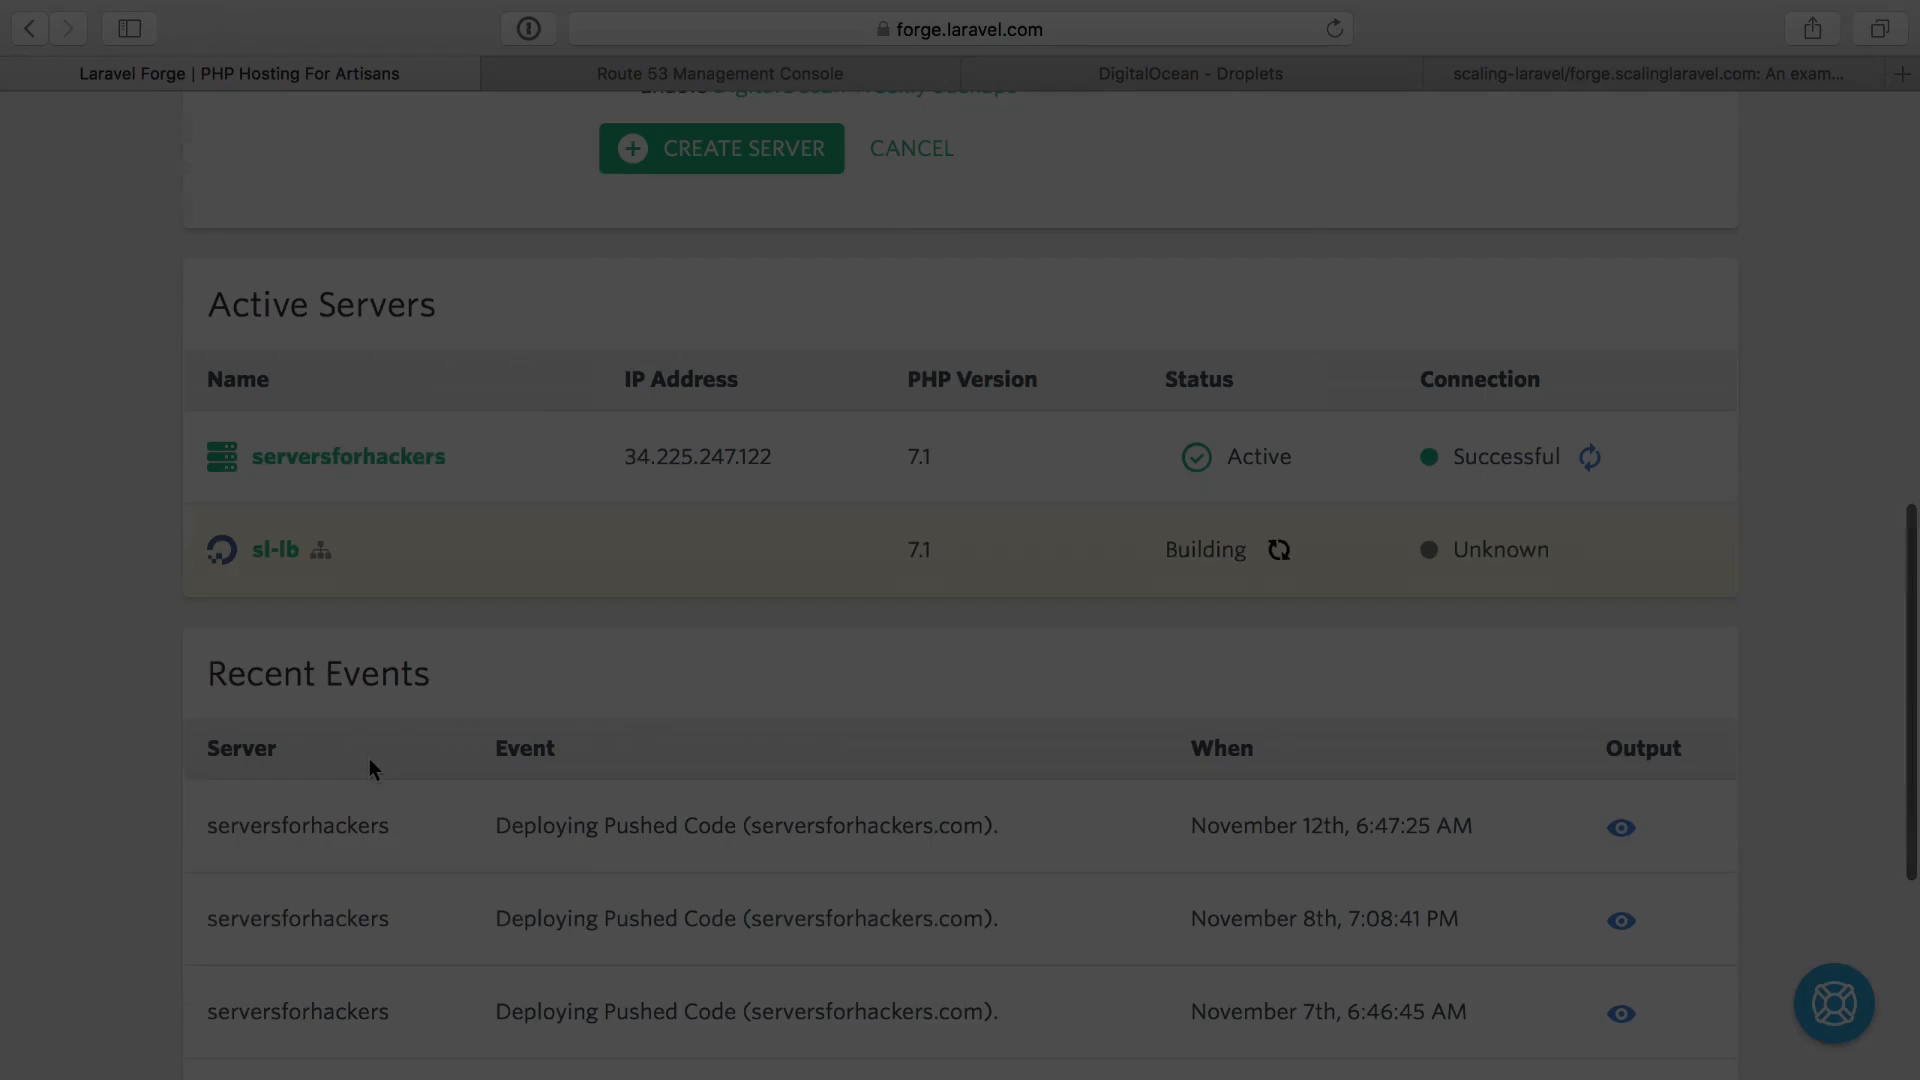 forge.laravel.com
Laravel Forge | PHP Hosting For Artisans
Route 53 Management Console
DigitalOcean - Droplets
scaling-laravel/forge.scalinglaravel.com: An exam...
CREATE SERVER
CANCEL
Active Servers
Name IP Address PHP Version Status Connection
serversforhackers 34.225.247.122 7.1 Active Successful
sl-lb 7.1 Building Unknown
Recent Events
Server Event When Output
serversforhackers Deploying Pushed Code (serversforhackers.com). November 12th, 6:47:25 AM
serversforhackers Deploying Pushed Code (serversforhackers.com). November 8th, 7:08:41 PM
serversforhackers Deploying Pushed Code (serversforhackers.com). November 7th, 6:46:45 AM